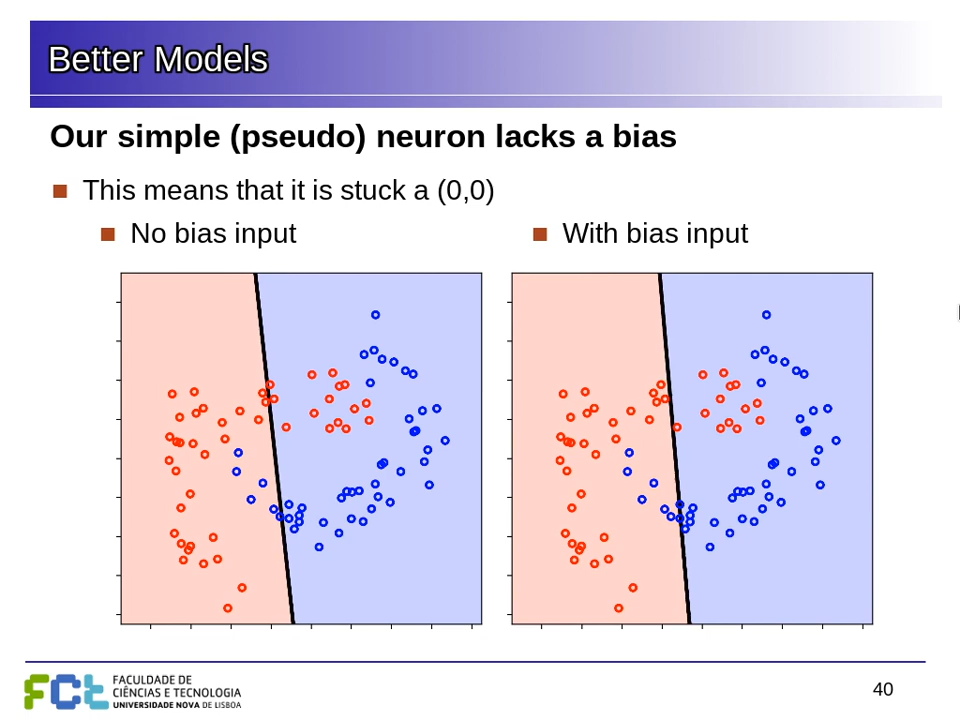 Better Models
Our simple (pseudo) neuron lacks a bias
This means that it is stuck a (0,0)
No bias input
With bias input
FCT
FACULDADE DE
CIÊNCIAS E TECNOLOGIA
UNIVERSIDADE NOVA DE LISBOA
40